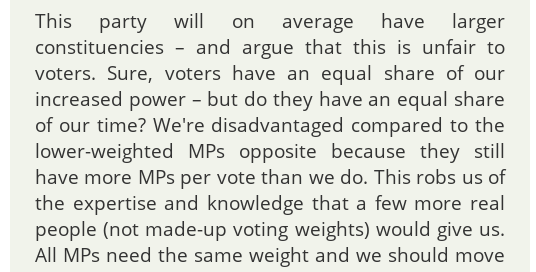 This party will on average have larger
constituencies – and argue that this is unfair to
voters. Sure, voters have an equal share of our
increased power – but do they have an equal share
of our time? We're disadvantaged compared to the
lower-weighted MPs opposite because they still
have more MPs per vote than we do. This robs us of
the expertise and knowledge that a few more real
people (not made-up voting weights) would give us.
All MPs need the same weight and we should move